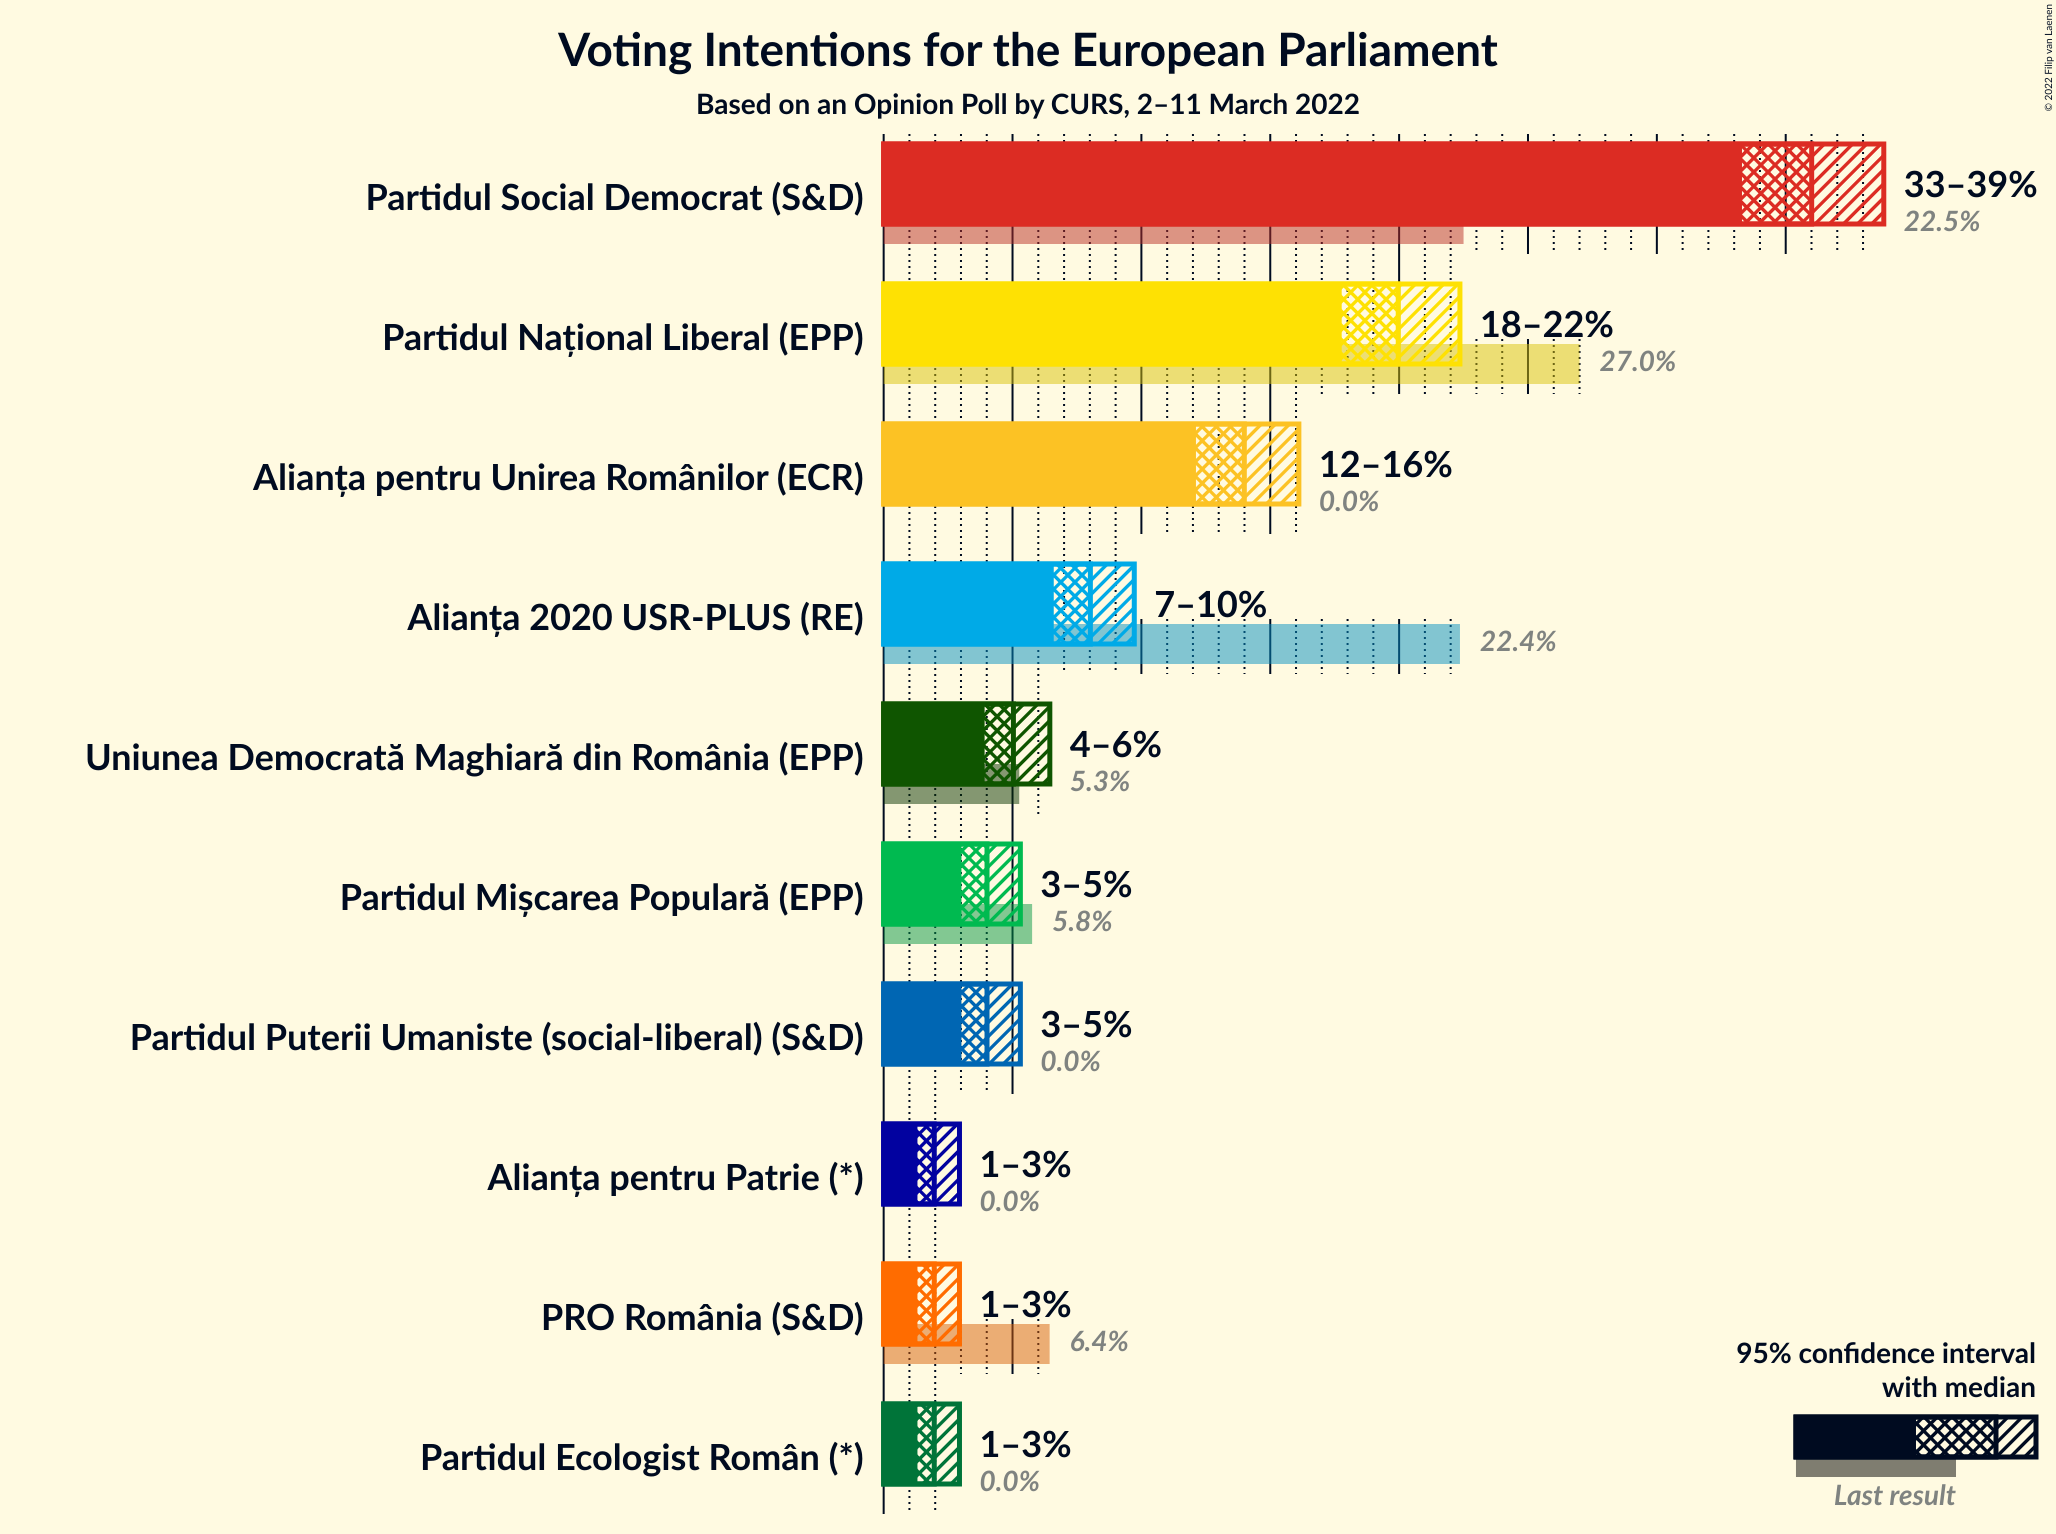 Voting Intentions for the European Parliament
Based on an Opinion Poll by CURS, 2–11 March 2022
© 2022 Filip van Laenen
Partidul Social Democrat (S&D)
33–39%
22.5%
Partidul Național Liberal (EPP)
18–22%
27.0%
Alianța pentru Unirea Românilor (ECR)
12–16%
0.0%
Alianța 2020 USR-PLUS (RE)
7–10%
22.4%
Uniunea Democrată Maghiară din România (EPP)
4–6%
5.3%
Partidul Mișcarea Populară (EPP)
3–5%
5.8%
Partidul Puterii Umaniste (social-liberal) (S&D)
3–5%
0.0%
Alianța pentru Patrie (*)
1–3%
0.0%
PRO România (S&D)
1–3%
6.4%
Partidul Ecologist Român (*)
1–3%
0.0%
95% confidence interval
with median
Last result